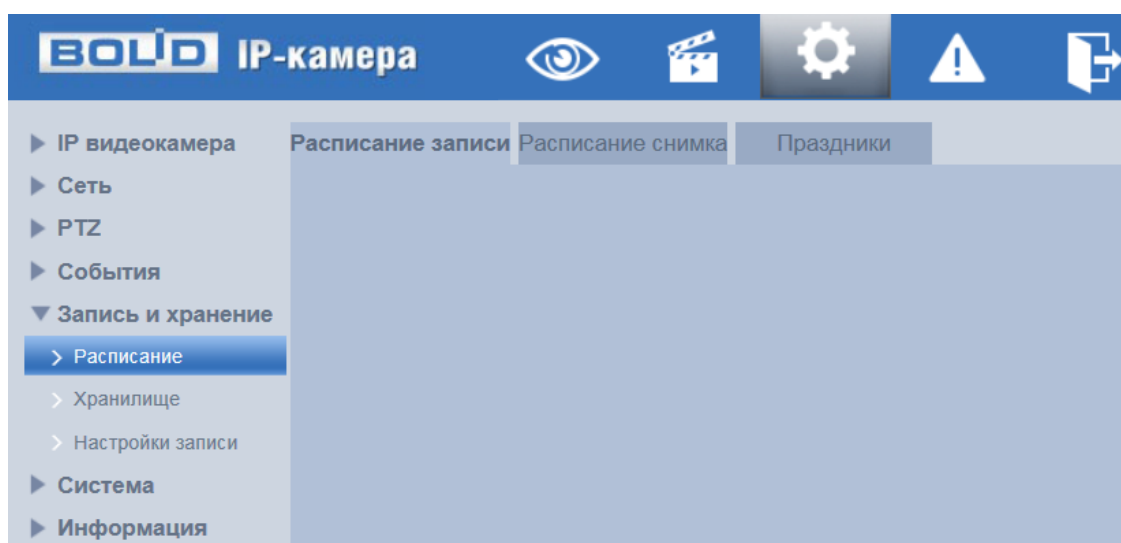 BOLID IP-камера
IP видеокамера
Сеть
PTZ
События
Запись и хранение
Расписание
Хранилище
Настройки записи
Система
Информация
Расписание записи Расписание снимка Праздники